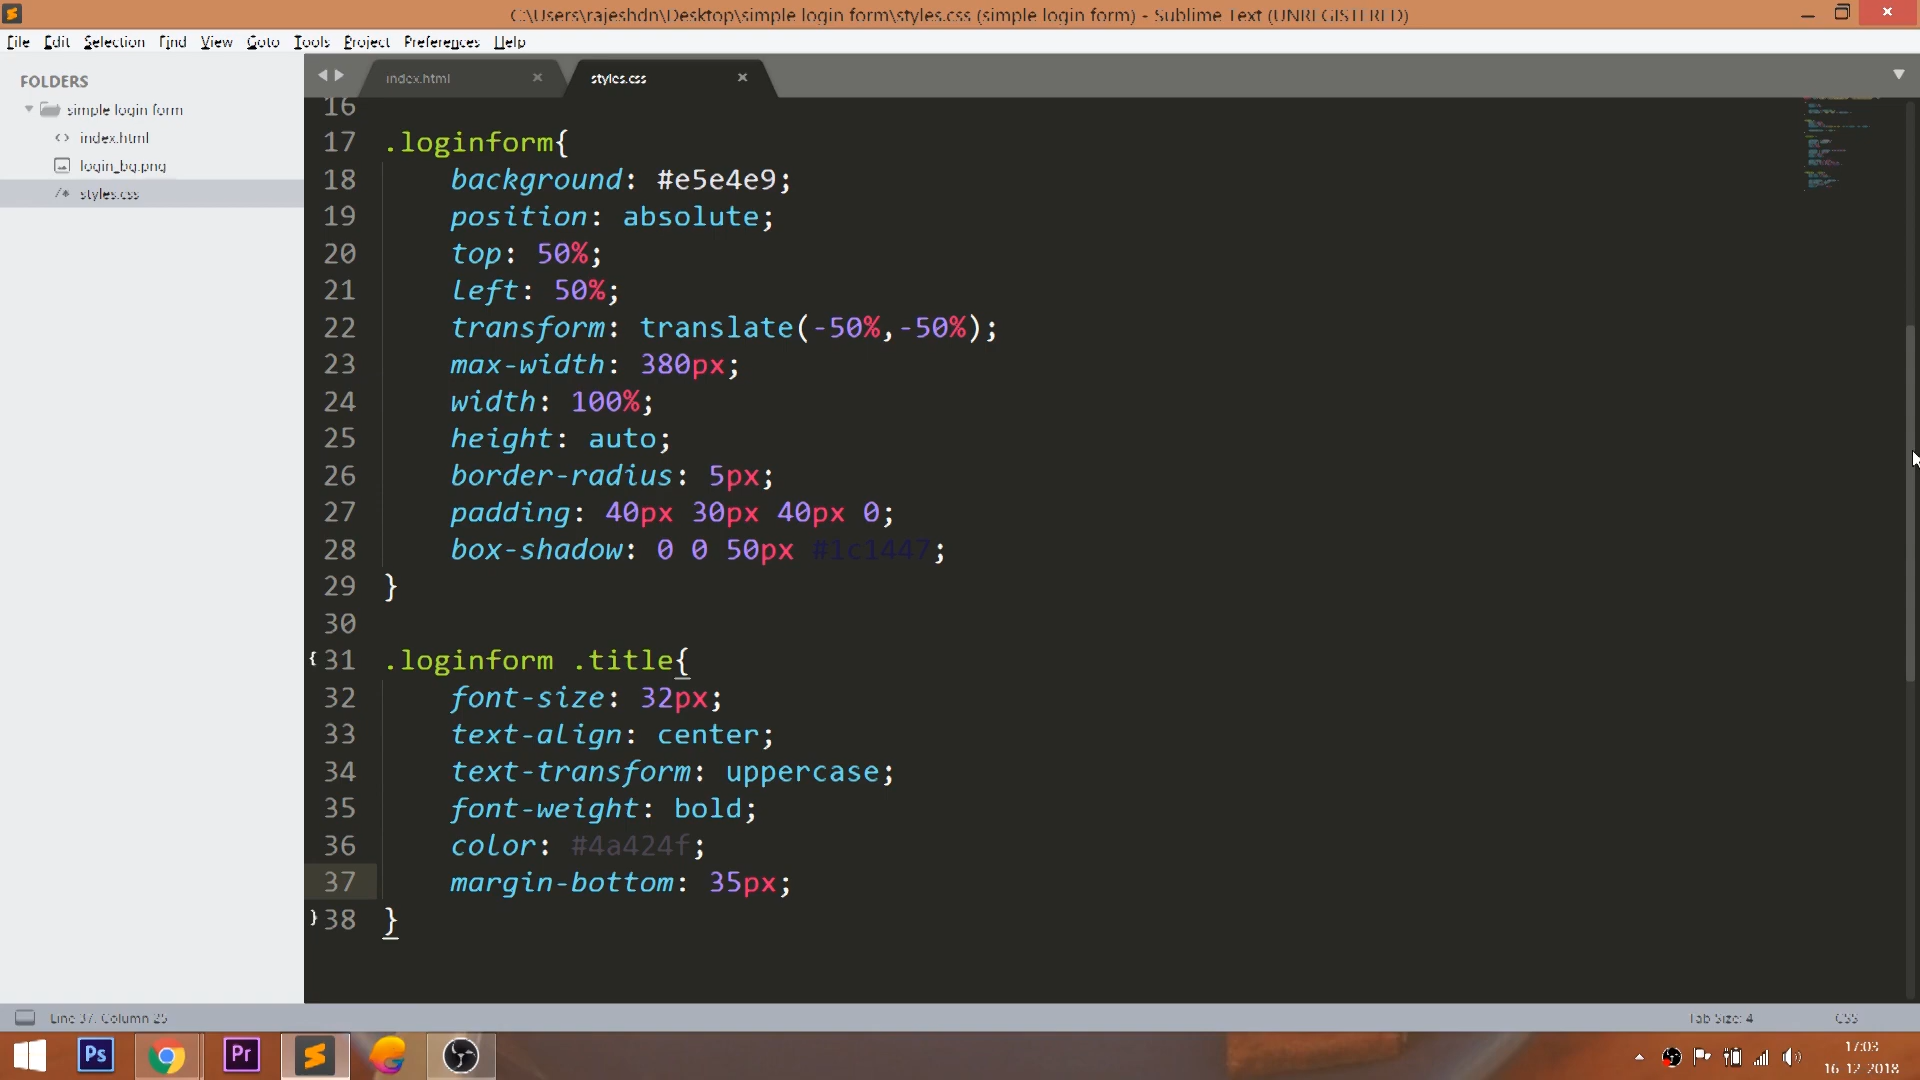 C:\Users\rajeshdn\Desktop\simple login form\styles.css (simple login form) - Sublime Text (UNREGISTERED)
File Edit Selection Find View Goto Tools Project Preferences Help
FOLDERS
simple login form
<> index.html
login_bg.png
/* styles.css
index.html
styles.css
16
17 .loginform{
18 background: #e5e4e9;
19 position: absolute;
20 top: 50%;
21 left: 50%;
22 transform: translate(-50%,-50%);
23 max-width: 380px;
24 width: 100%;
25 height: auto;
26 border-radius: 5px;
27 padding: 40px 30px 40px 0;
28 box-shadow: 0 0 50px #1c1447;
29 }
30
31 .loginform .title{
32 font-size: 32px;
33 text-align: center;
34 text-transform: uppercase;
35 font-weight: bold;
36 color: #4a424f;
37 margin-bottom: 35px;
38 }
Line 37, Column 25
Tab Size: 4
CSS
Ps
Pr
17:03
16-12-2018